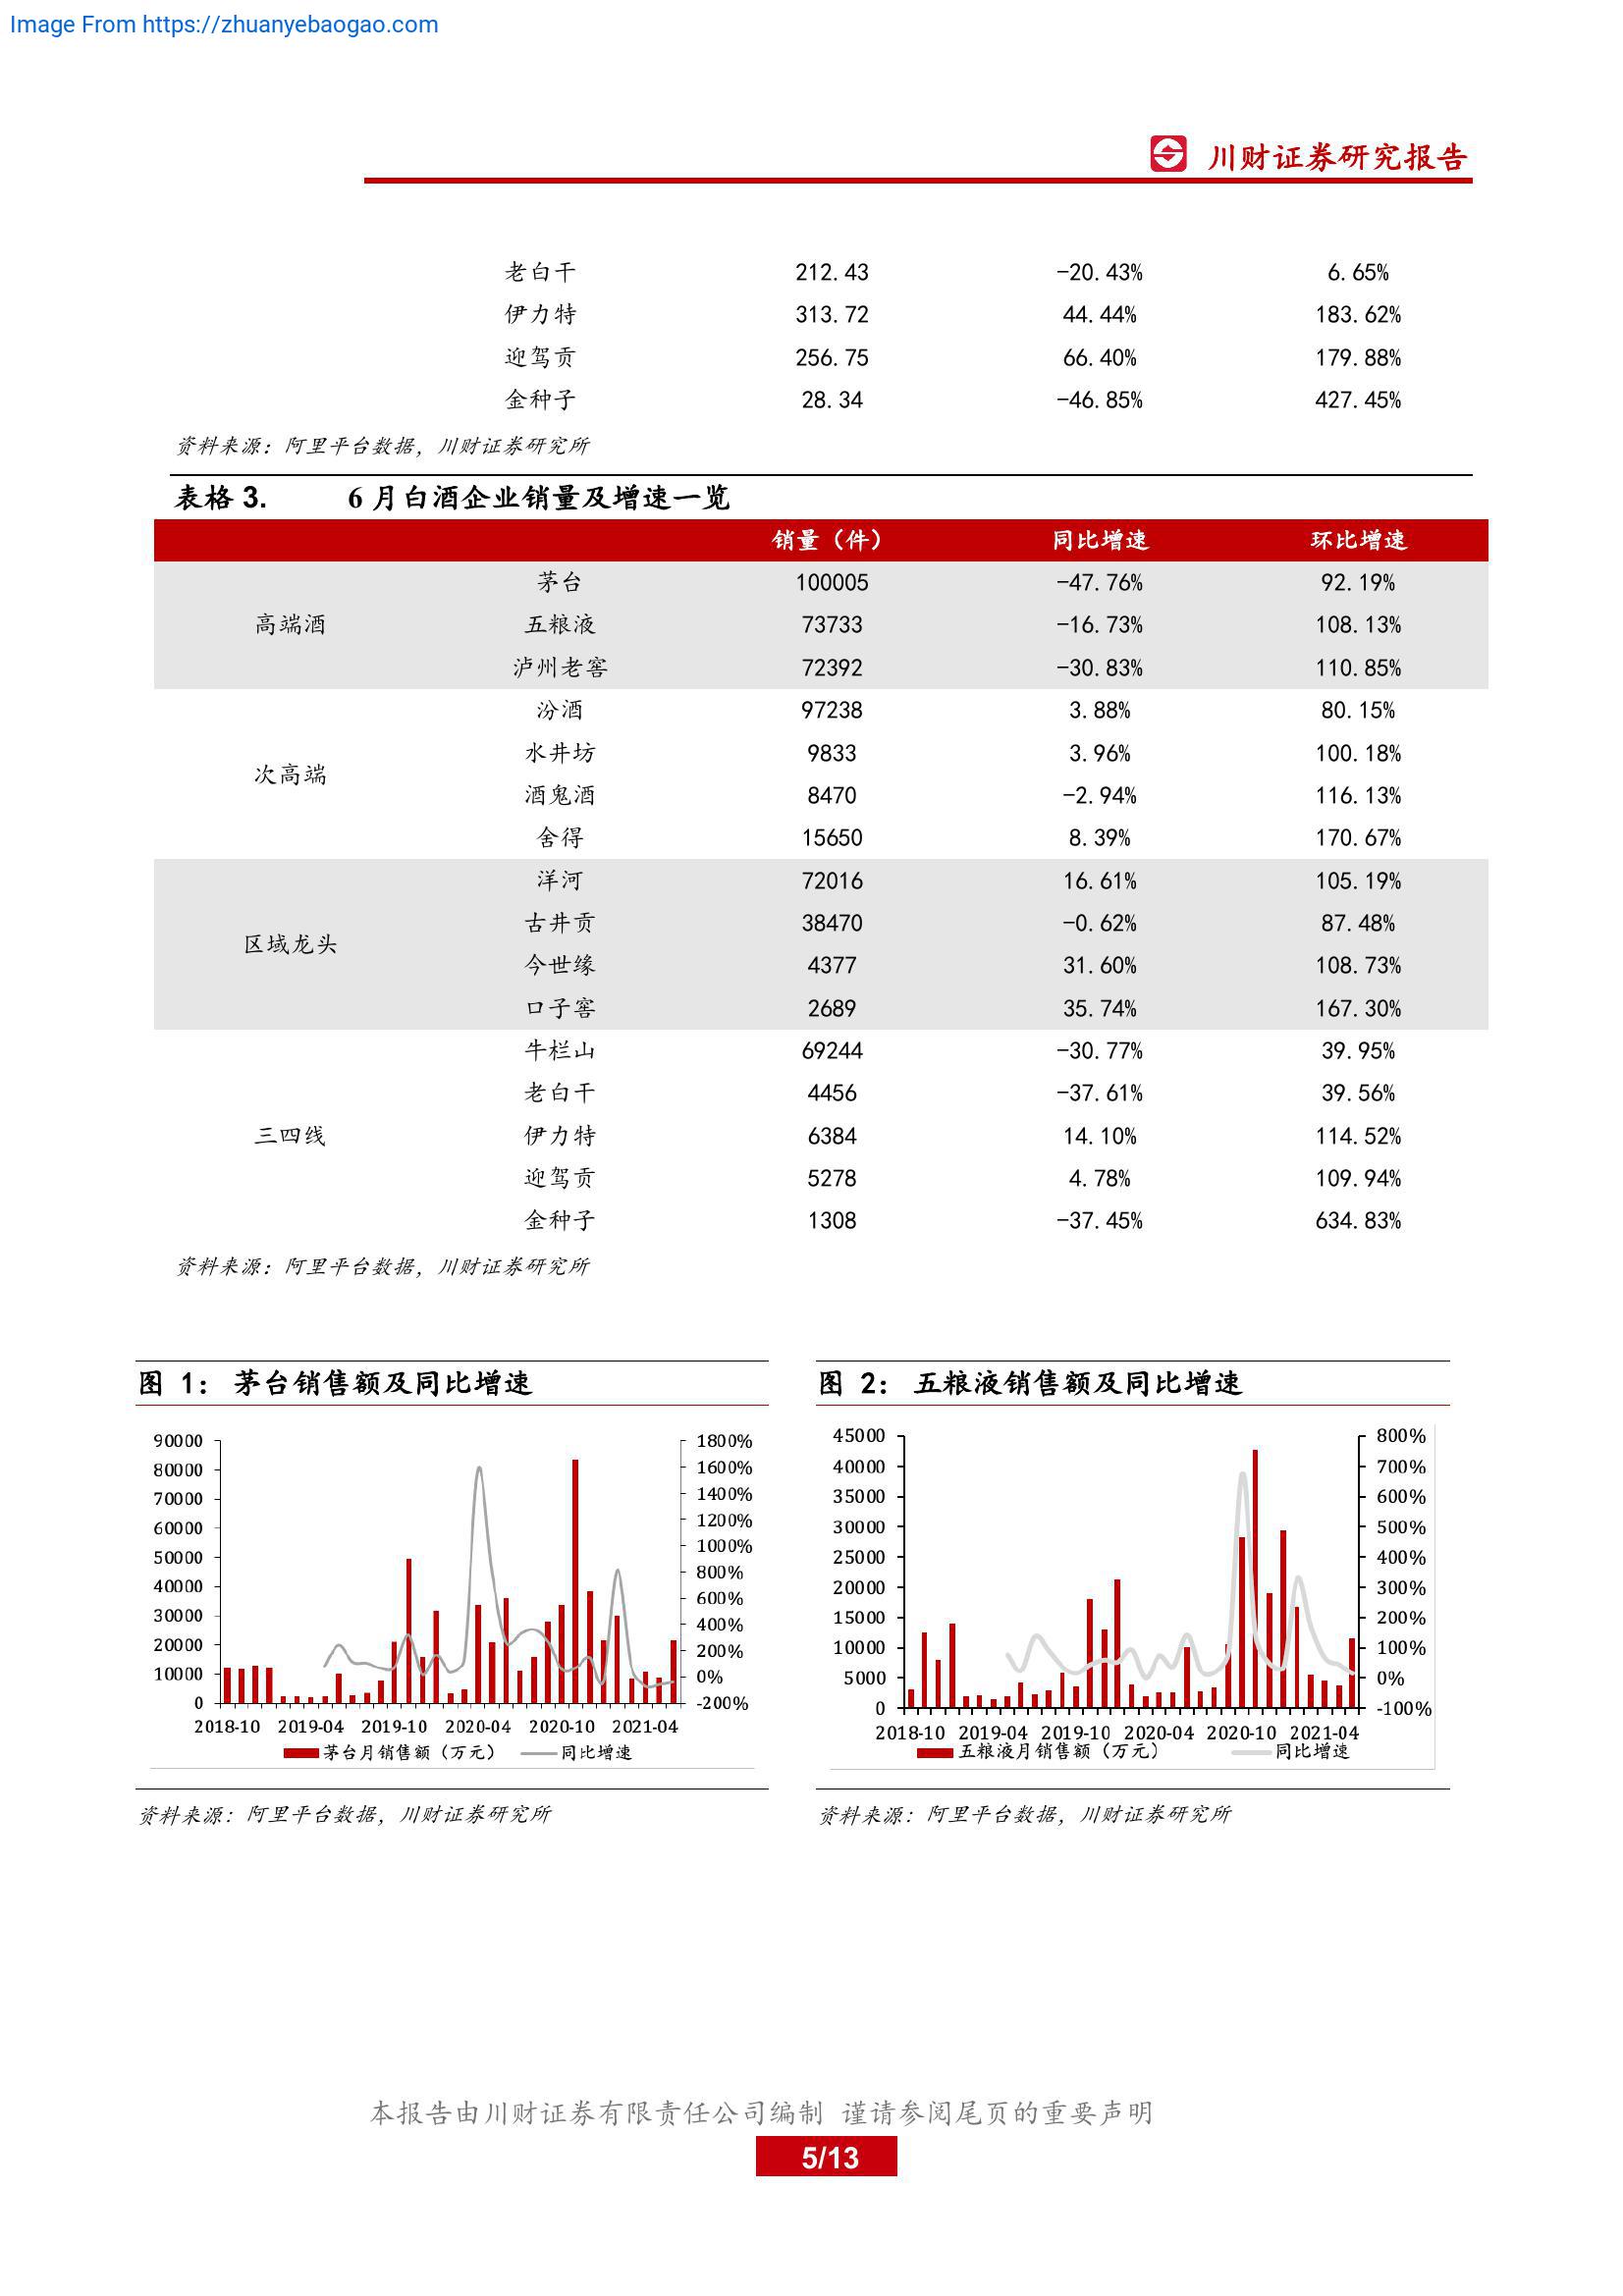 Image From https://zhuanyebaogao.com
川财证券研究报告
老白干 212.43 -20.43% 6.65%
伊力特 313.72 44.44% 183.62%
迎驾贡 256.75 66.40% 179.88%
金种子 28.34 -46.85% 427.45%
资料来源：阿里平台数据，川财证券研究所
表格 3. 6 月白酒企业销量及增速一览
销量（件） 同比增速 环比增速
茅台 100005 -47.76% 92.19%
高端酒 五粮液 73733 -16.73% 108.13%
泸州老窖 72392 -30.83% 110.85%
汾酒 97238 3.88% 80.15%
水井坊 9833 3.96% 100.18%
次高端
酒鬼酒 8470 -2.94% 116.13%
舍得 15650 8.39% 170.67%
洋河 72016 16.61% 105.19%
古井贡 38470 -0.62% 87.48%
区域龙头
今世缘 4377 31.60% 108.73%
口子窖 2689 35.74% 167.30%
牛栏山 69244 -30.77% 39.95%
老白干 4456 -37.61% 39.56%
三四线 伊力特 6384 14.10% 114.52%
迎驾贡 5278 4.78% 109.94%
金种子 1308 -37.45% 634.83%
资料来源：阿里平台数据，川财证券研究所
图 1： 茅台销售额及同比增速
90000 1800%
80000 1600%
70000 1400%
60000 1200%
50000 1000%
40000 800%
30000 600%
20000 400%
10000 200%
0 0%
-200%
2018-10 2019-04 2019-10 2020-04 2020-10 2021-04
茅台月销售额（万元） 同比增速
资料来源：阿里平台数据，川财证券研究所
图 2： 五粮液销售额及同比增速
45000 800%
40000 700%
35000 600%
30000 500%
25000 400%
20000 300%
15000 200%
10000 100%
5000 0%
0 -100%
2018-10 2019-04 2019-10 2020-04 2020-10 2021-04
五粮液月销售额（万元） 同比增速
资料来源：阿里平台数据，川财证券研究所
本报告由川财证券有限责任公司编制 谨请参阅尾页的重要声明
5/13